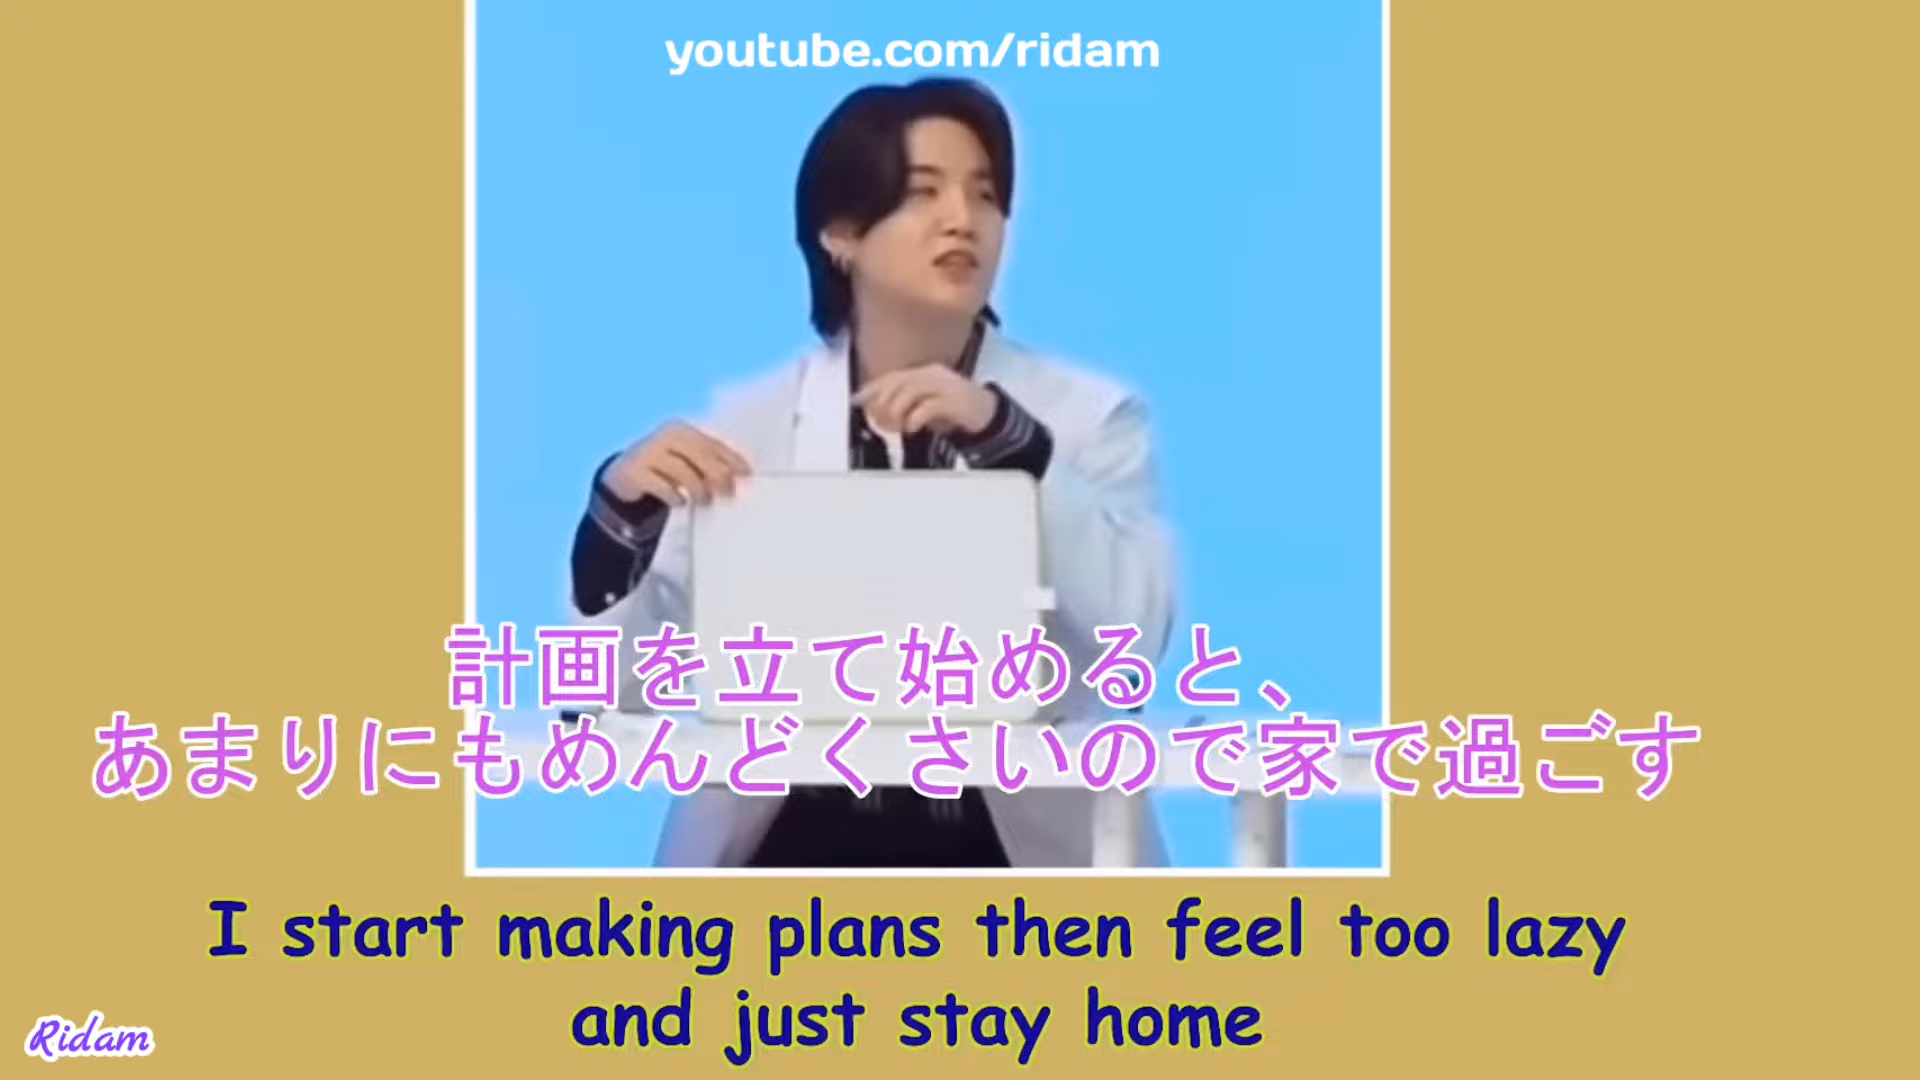 youtube.com/ridam
計画を立て始めると、
あまりにもめんどくさいので家で過ごす
I start making plans then feel too lazy
and just stay home
Ridam